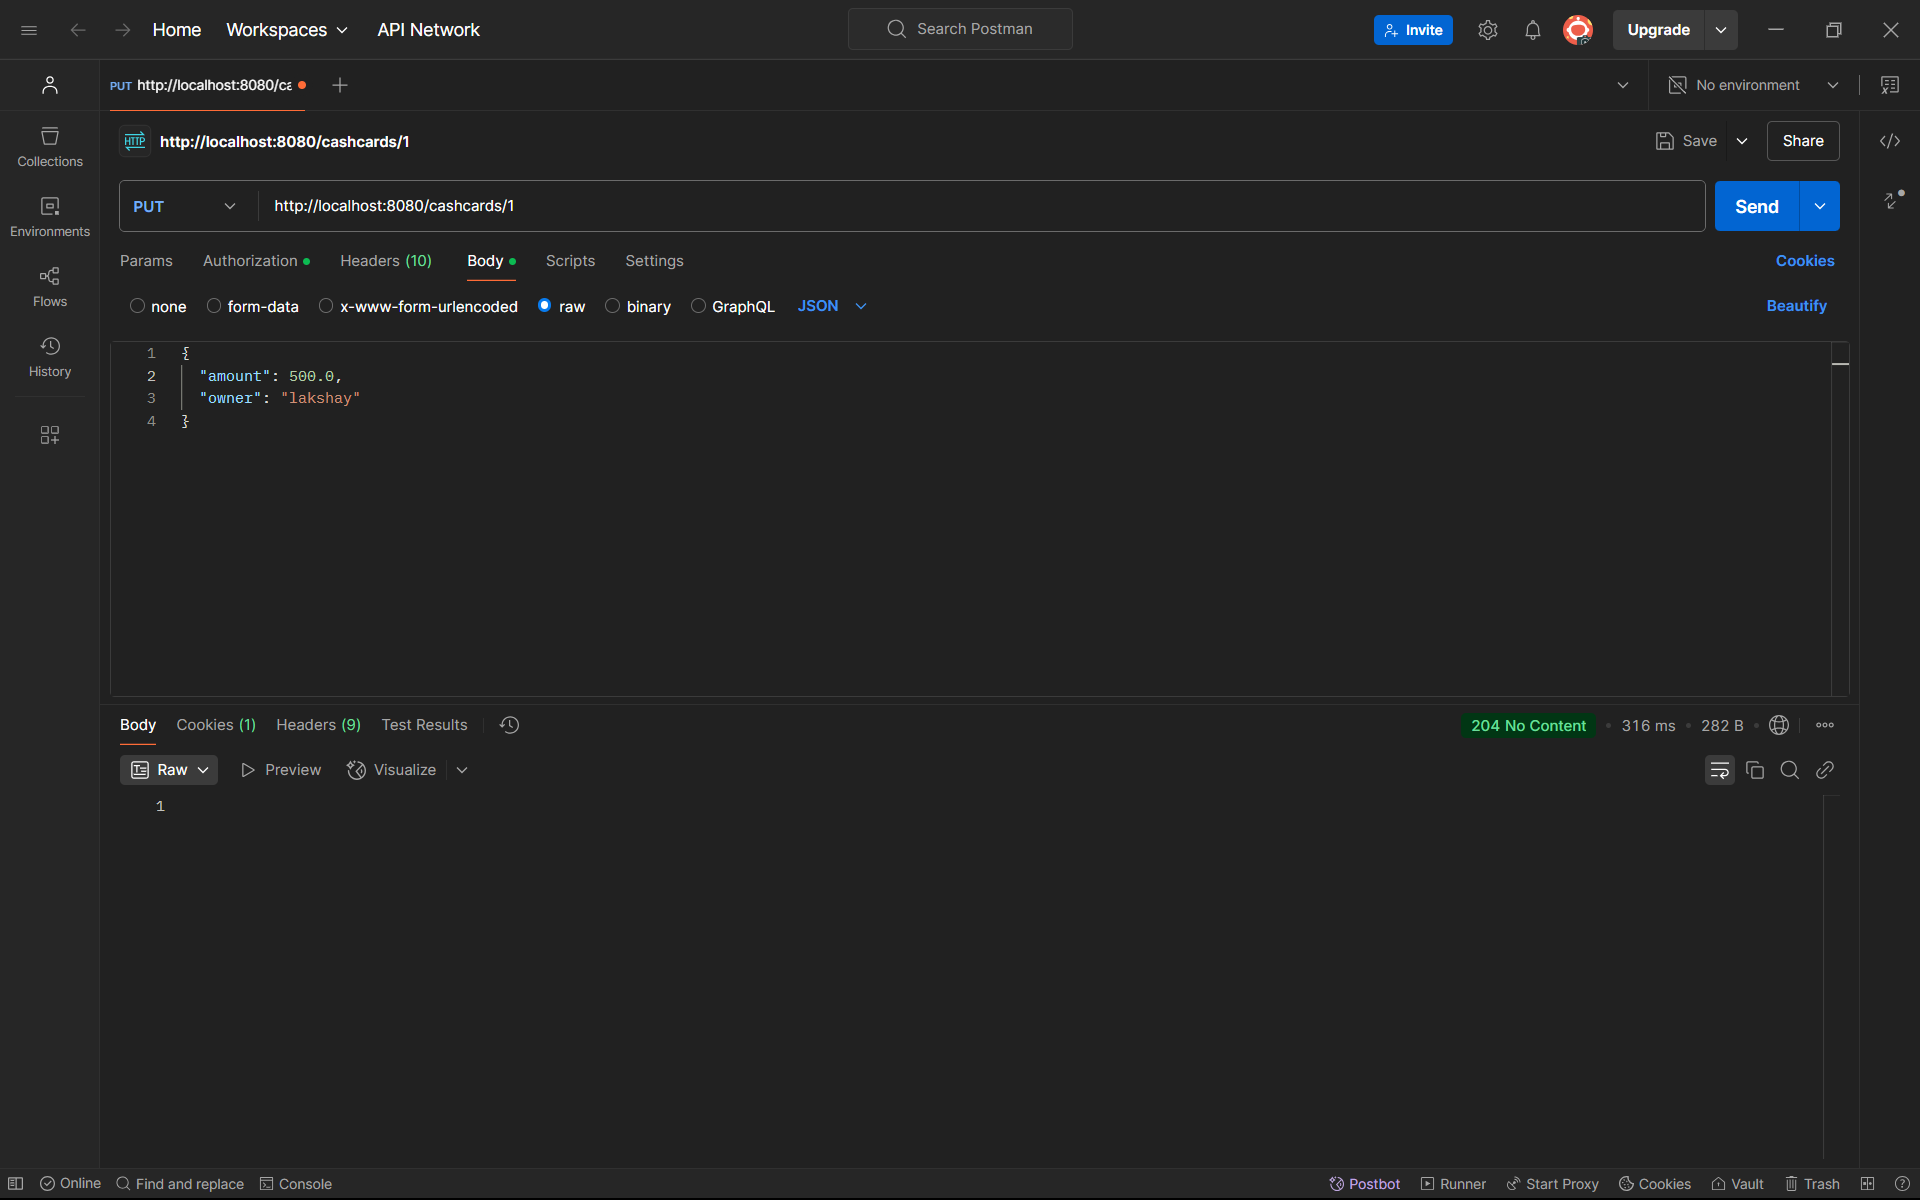 Home Workspaces API Network Search Postman Invite Upgrade
PUT http://localhost:8080/ca No environment
HTTP http://localhost:8080/cashcards/1 Save Share
Collections
PUT http://localhost:8080/cashcards/1 Send
Environments
Params Authorization Headers (10) Body Scripts Settings Cookies
Flows
none form-data x-www-form-urlencoded raw binary GraphQL JSON Beautify
History
1 {
2 "amount": 500.0,
3 "owner": "lakshay"
4 }
Body Cookies (1) Headers (9) Test Results 204 No Content • 316 ms • 282 B •
Raw Preview Visualize
1
Online Find and replace Console Postbot Runner Start Proxy Cookies Vault Trash